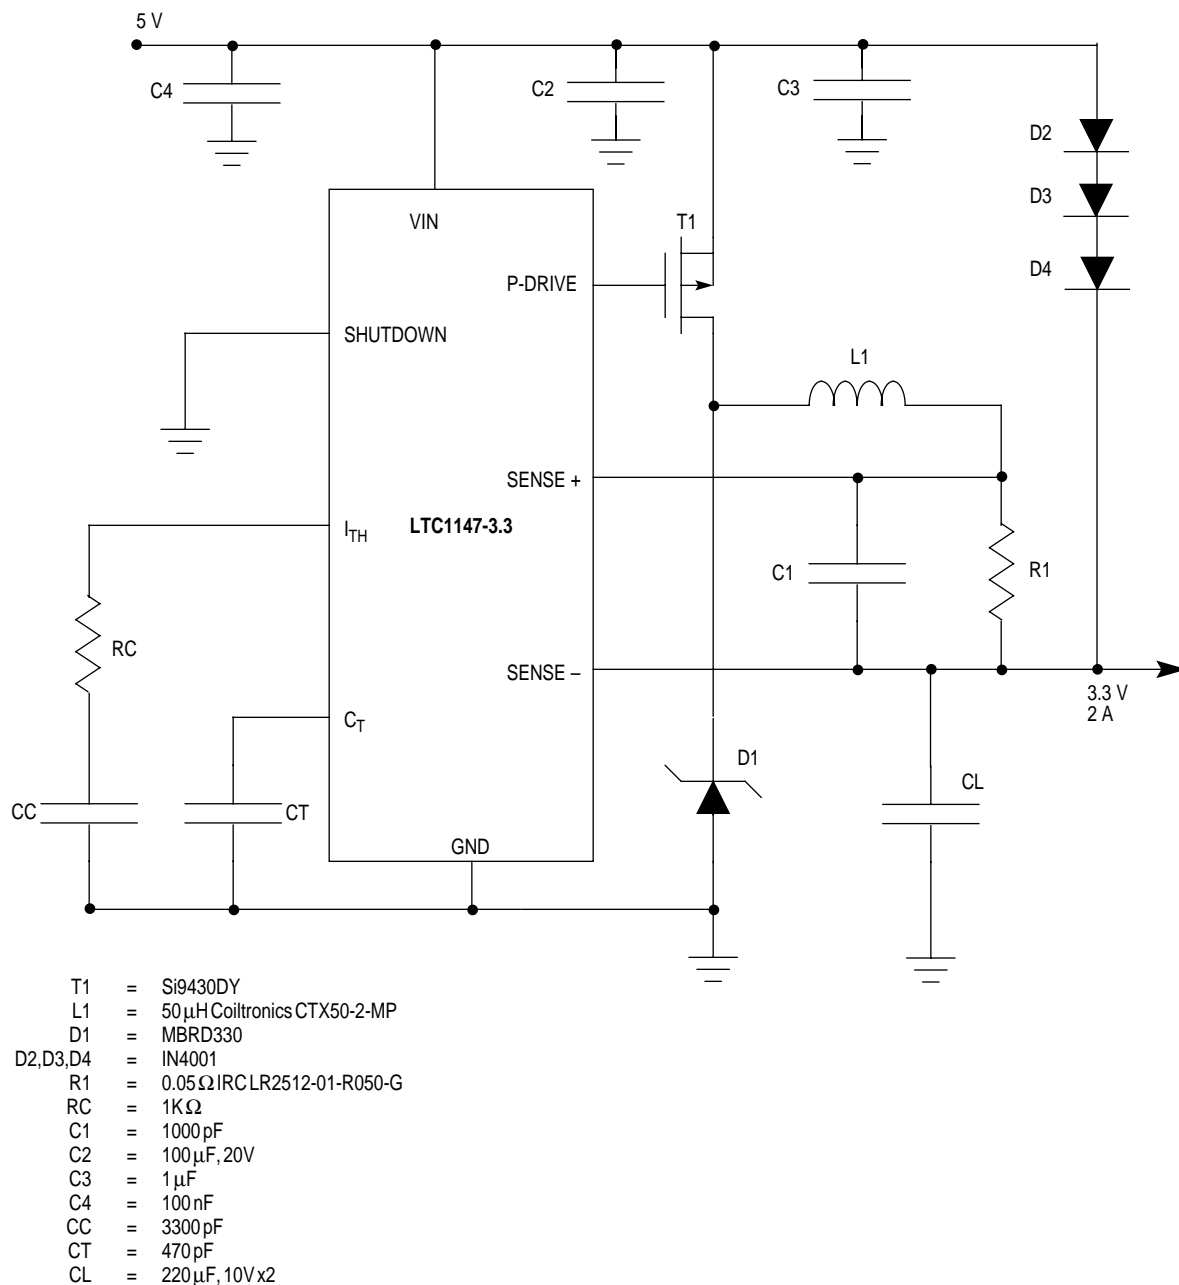 5 V
C4
C2
C3
D2
D3
D4
VIN
T1
P-DRIVE
SHUTDOWN
L1
SENSE +
I_TH
LTC1147-3.3
C1
R1
RC
SENSE –
3.3 V
2 A
C_T
D1
CC
CT
CL
GND
T1 = Si9430DY
L1 = 50 μH Coiltronics CTX50-2-MP
D1 = MBRD330
D2,D3,D4 = IN4001
R1 = 0.05 Ω IRC LR2512-01-R050-G
RC = 1K Ω
C1 = 1000 pF
C2 = 100 μF, 20V
C3 = 1 μF
C4 = 100 nF
CC = 3300 pF
CT = 470 pF
CL = 220 μF, 10V x2